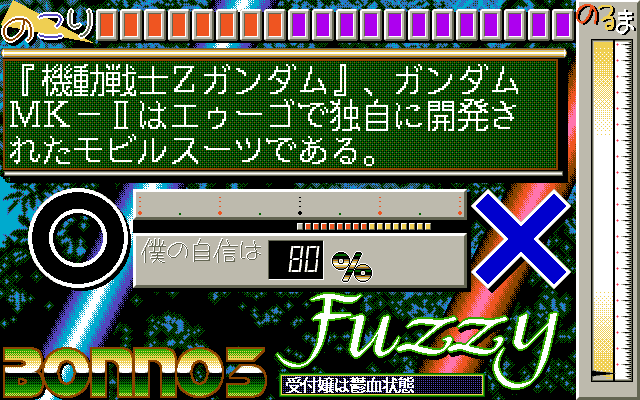 のこり
のるま
『機動戦士Ζガンダム』、ガンダム
ＭＫ－Ⅱはエゥーゴで独自に開発さ
れたモビルスーツである。
僕の自信は 80 %
Fuzzy
BONNO3
受付嬢は鬱血状態